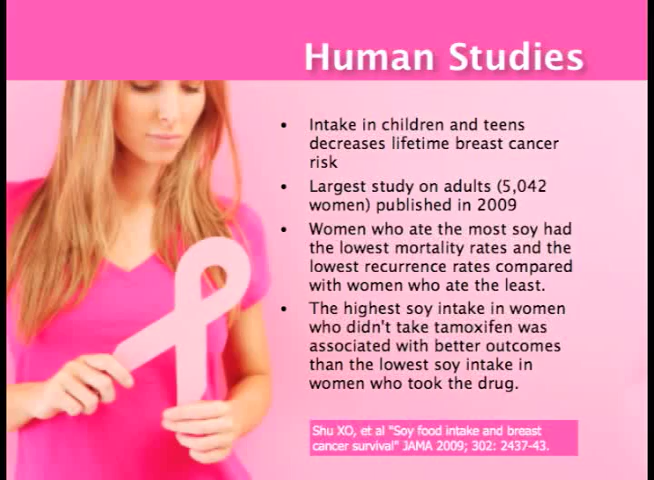 Human Studies
• Intake in children and teens
decreases lifetime breast cancer
risk
• Largest study on adults (5,042
women) published in 2009
• Women who ate the most soy had
the lowest mortality rates and the
lowest recurrence rates compared
with women who ate the least.
• The highest soy intake in women
who didn't take tamoxifen was
associated with better outcomes
than the lowest soy intake in
women who took the drug.
Shu XO, et al "Soy food intake and breast
cancer survival" JAMA 2009; 302: 2437-43.